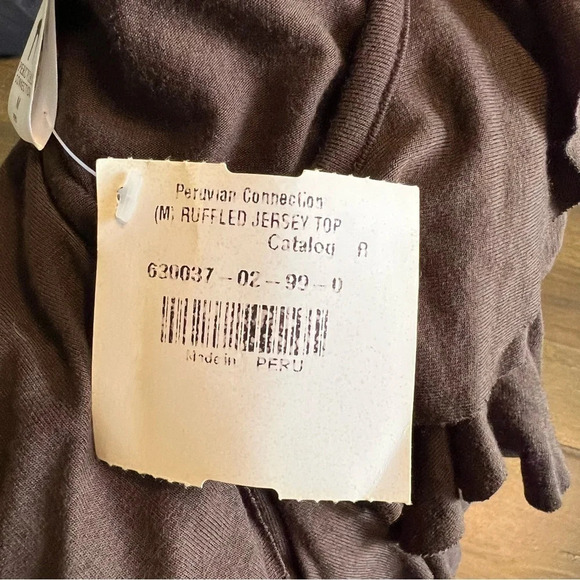 Peruvian Connection
(M) RUFFLED JERSEY TOP
Catalog R
630037-02-99-0
Made in PERU
M